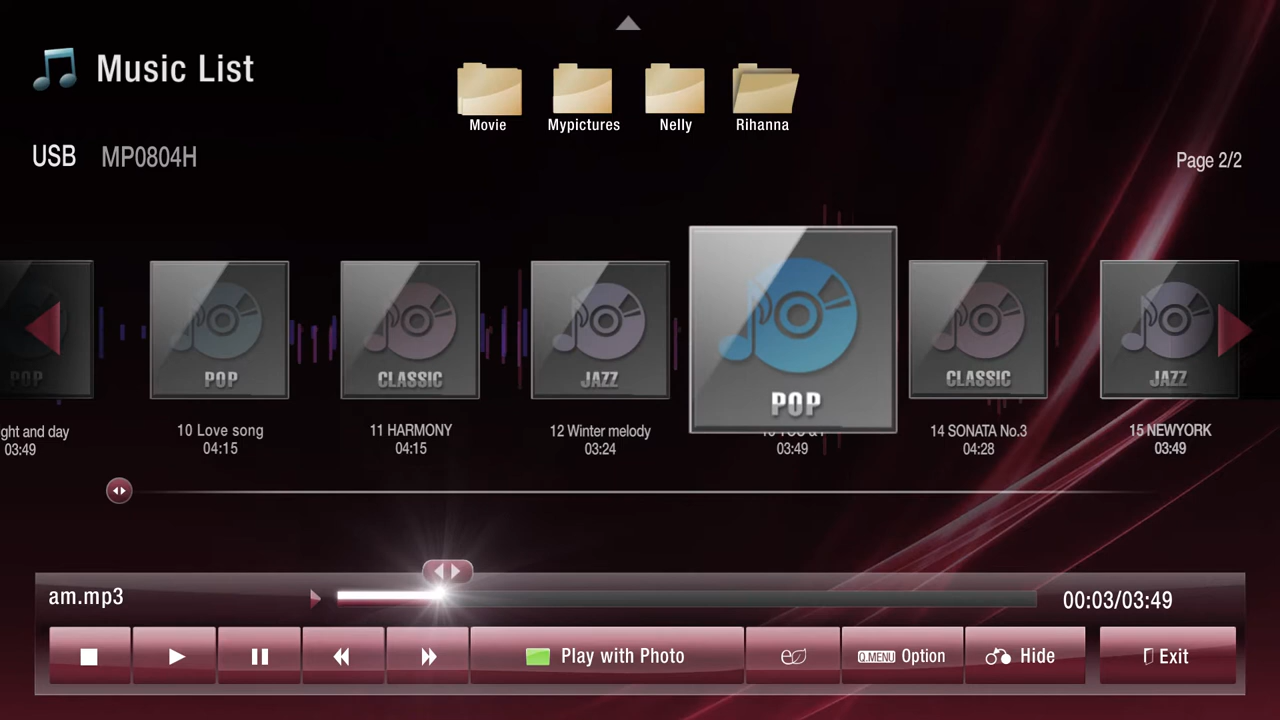 Music List
Movie
Mypictures
Nelly
Rihanna
USB MP0804H
Page 2/2
POP
POP
CLASSIC
JAZZ
POP
CLASSIC
JAZZ
ght and day
03:49
10 Love song
04:15
11 HARMONY
04:15
12 Winter melody
03:24
03:49
14 SONATA No.3
04:28
15 NEWYORK
03:49
am.mp3
00:03/03:49
Play with Photo
Q.MENU Option
Hide
Exit